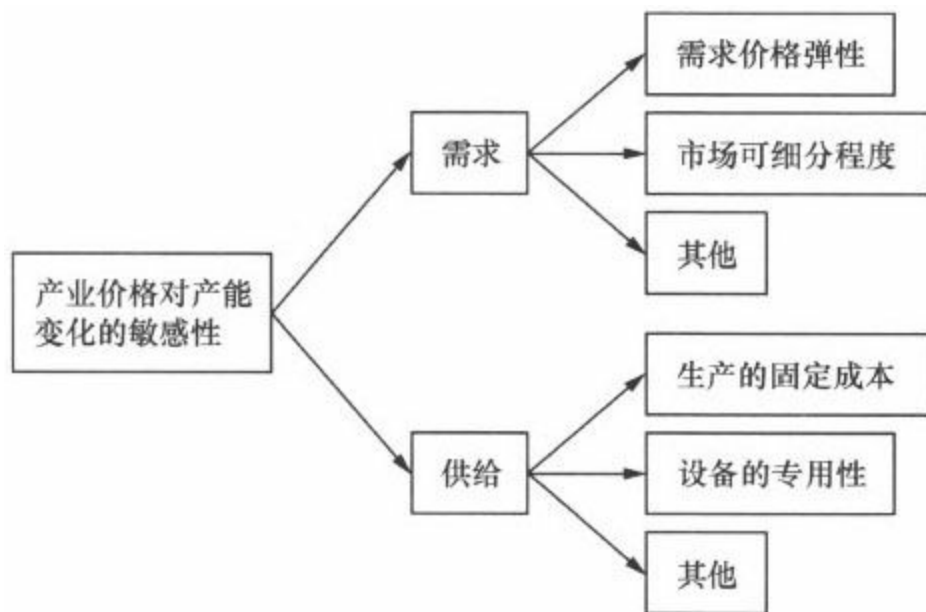 需求价格弹性
需求
市场可细分程度
其他
产业价格对产能
变化的敏感性
生产的固定成本
供给
设备的专用性
其他